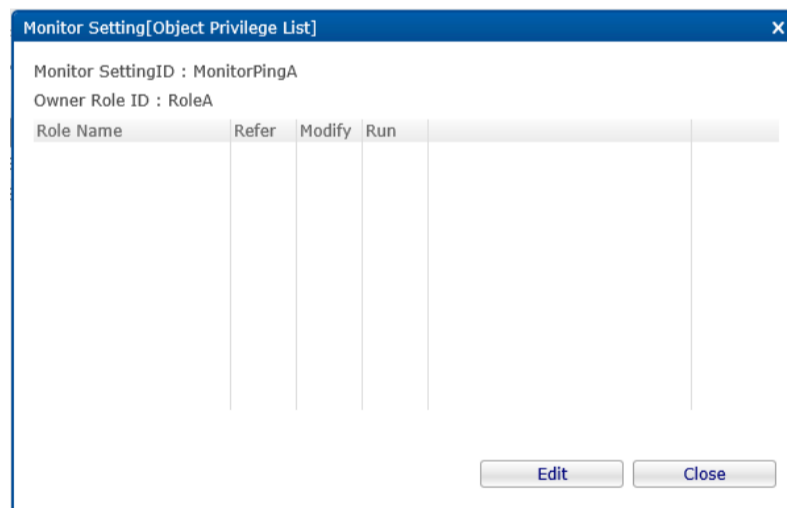 Monitor Setting[Object Privilege List]
Monitor SettingID : MonitorPingA
Owner Role ID : RoleA
Role Name Refer Modify Run
Edit Close